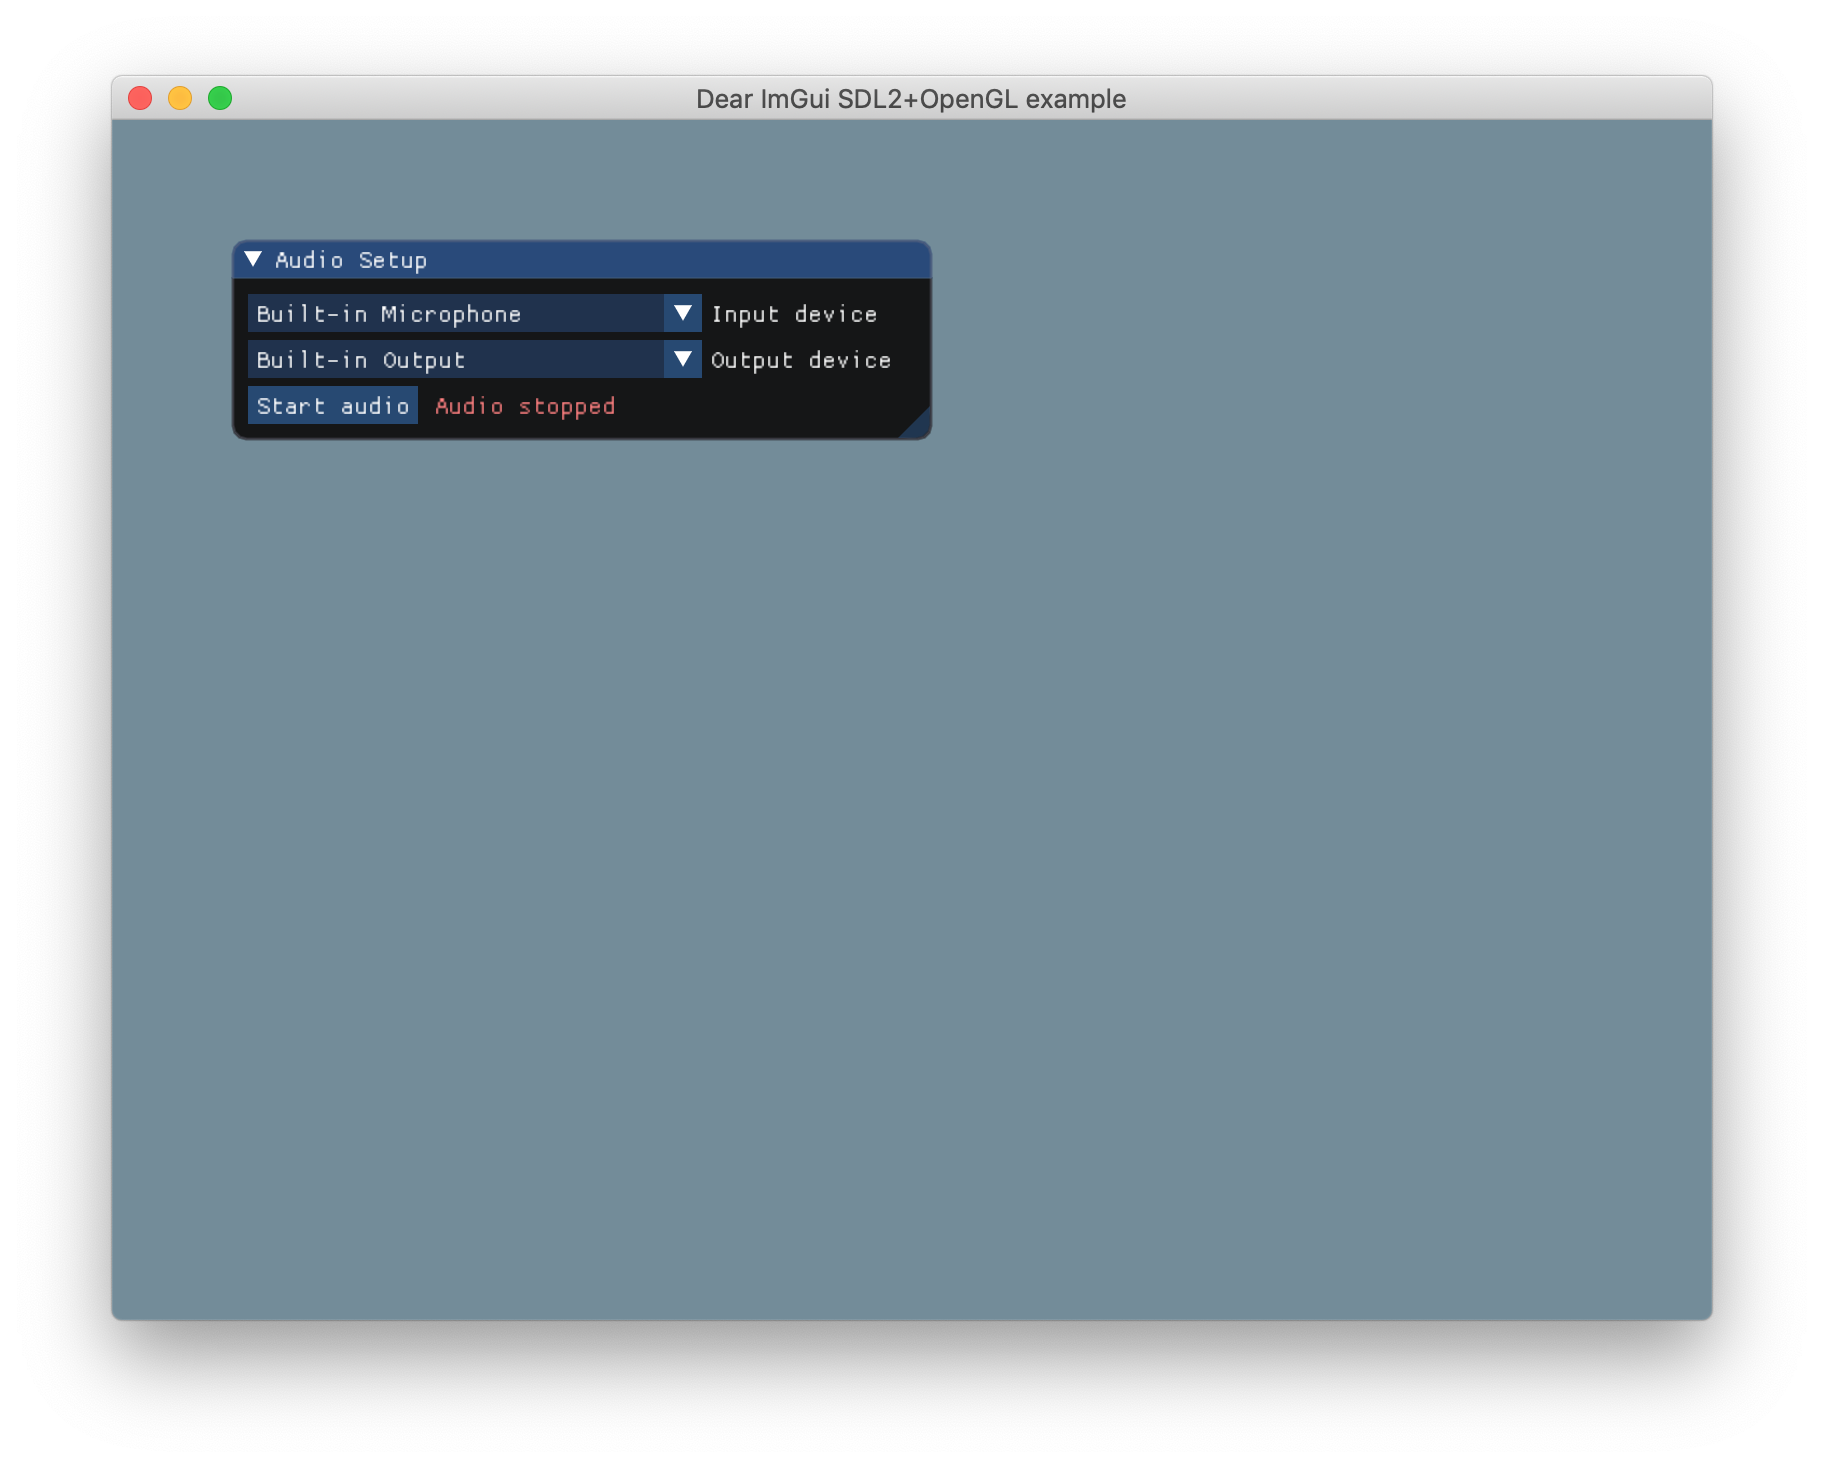 Dear ImGui SDL2+OpenGL example
Audio Setup
Built-in Microphone Input device
Built-in Output Output device
Start audio Audio stopped